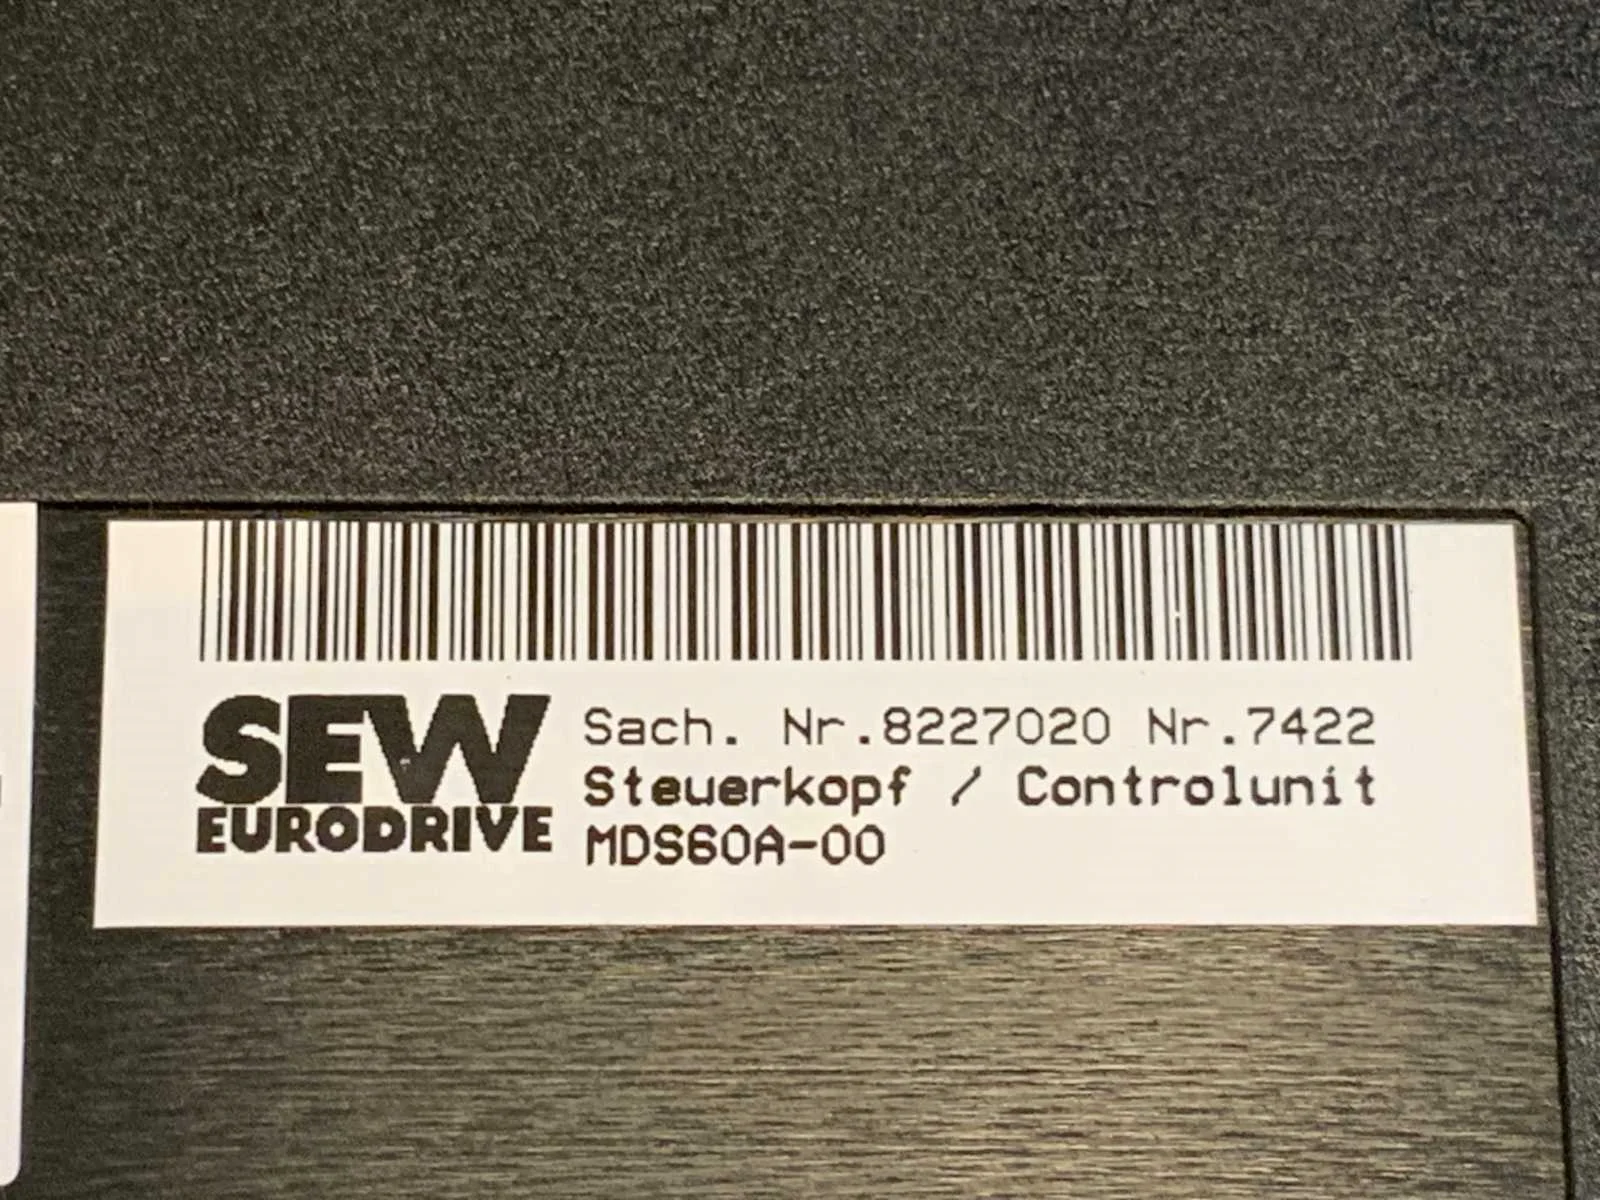 SEW
EURODRIVE
Sach. Nr.8227020 Nr.7422
Steuerkopf / Controlunit
MDS60A-00